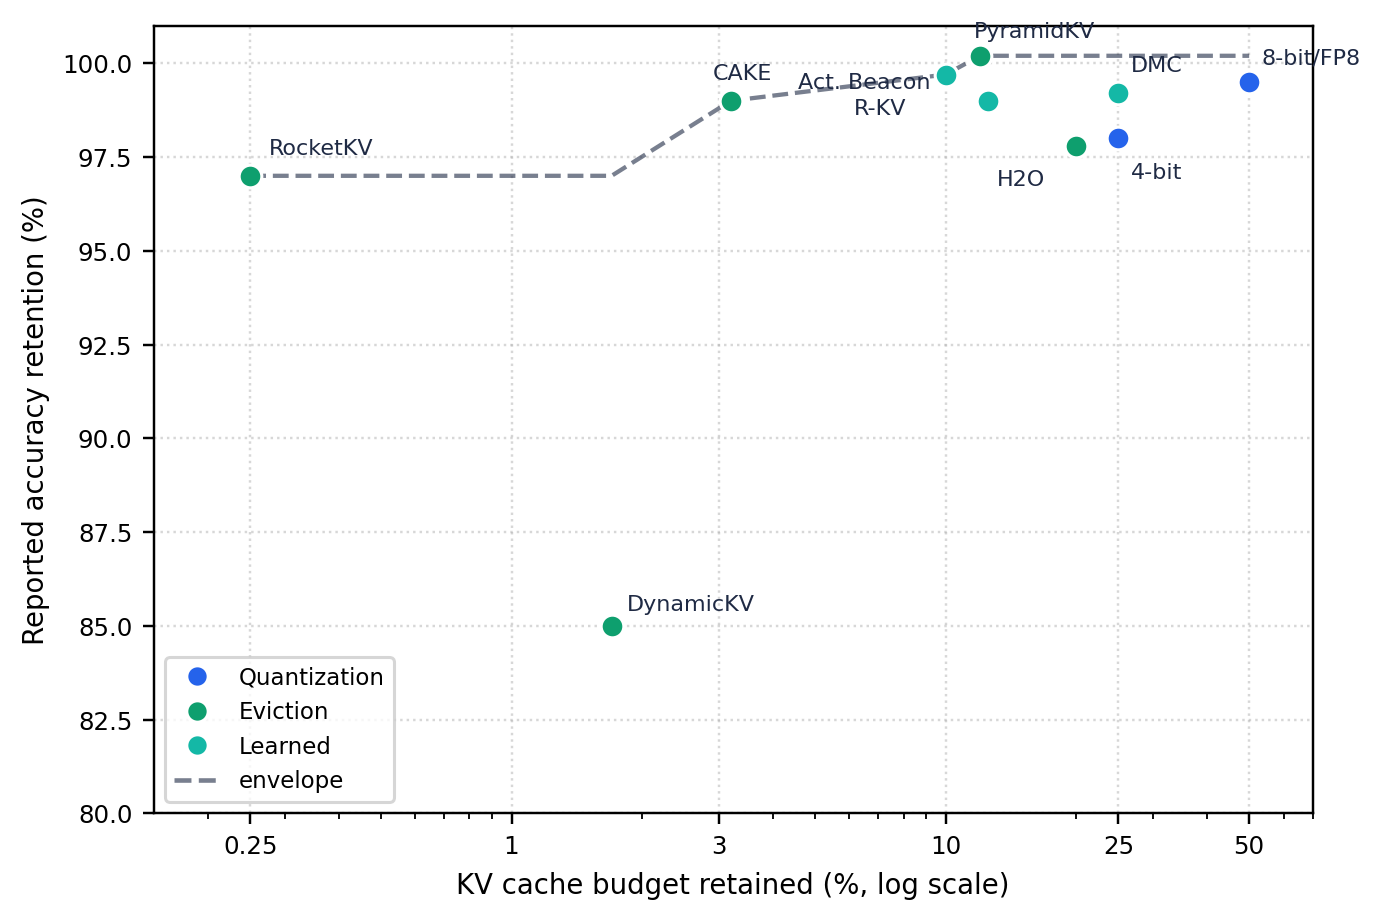 PyramidKV
8-bit/FP8
DMC
CAKE
Act. Beacon
R-KV
RocketKV
H2O
4-bit
DynamicKV
Reported accuracy retention (%)
100.0
97.5
95.0
92.5
90.0
87.5
85.0
82.5
80.0
Quantization
Eviction
Learned
envelope
0.25
1
3
10
25
50
KV cache budget retained (%, log scale)